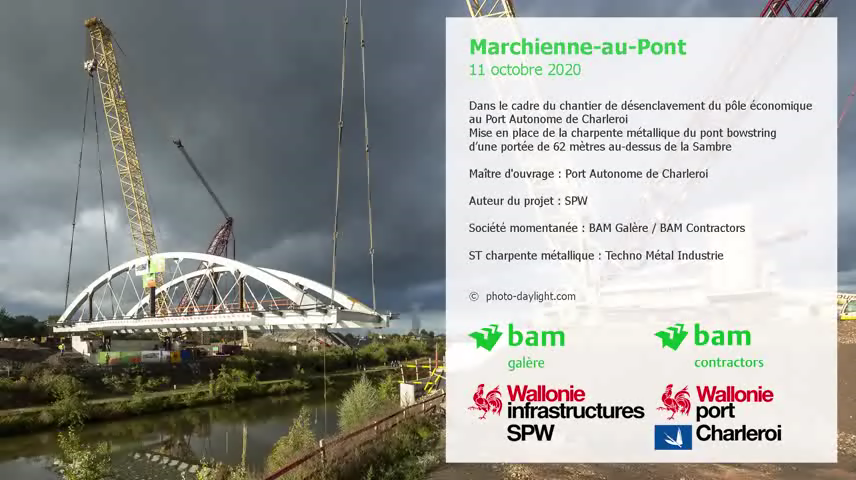 Marchienne-au-Pont
11 octobre 2020
Dans le cadre du chantier de désenclavement du pôle économique
au Port Autonome de Charleroi
Mise en place de la charpente métallique du pont bowstring
d'une portée de 62 mètres au-dessus de la Sambre
Maître d'ouvrage : Port Autonome de Charleroi
Auteur du projet : SPW
Société momentanée : BAM Galère / BAM Contractors
ST charpente métallique : Techno Métal Industrie
© photo-daylight.com
bam
galère
bam
contractors
Wallonie
infrastructures
SPW
Wallonie
port
Charleroi